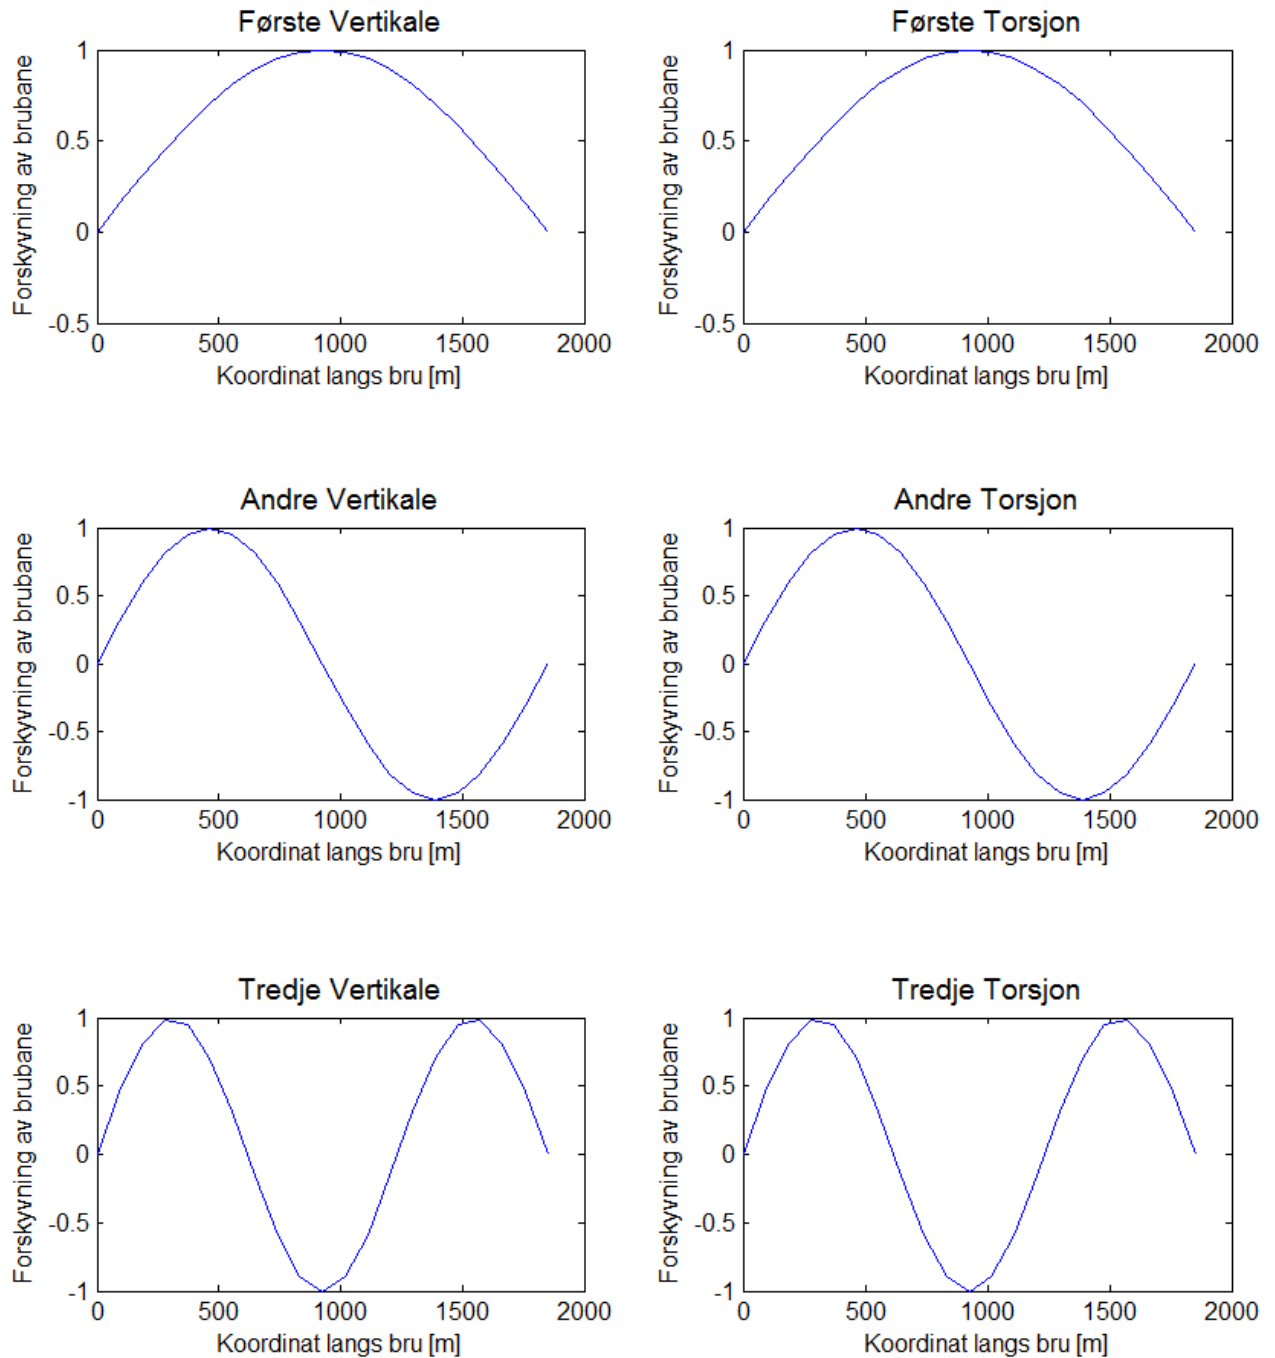 Første Vertikale
Forskyvning av brubane
1
0.5
0
-0.5
0 500 1000 1500 2000
Koordinat langs bru [m]
Første Torsjon
Forskyvning av brubane
1
0.5
0
-0.5
0 500 1000 1500 2000
Koordinat langs bru [m]
Andre Vertikale
Forskyvning av brubane
1
0.5
0
-0.5
-1
0 500 1000 1500 2000
Koordinat langs bru [m]
Andre Torsjon
Forskyvning av brubane
1
0.5
0
-0.5
-1
0 500 1000 1500 2000
Koordinat langs bru [m]
Tredje Vertikale
Forskyvning av brubane
1
0.5
0
-0.5
-1
0 500 1000 1500 2000
Koordinat langs bru [m]
Tredje Torsjon
Forskyvning av brubane
1
0.5
0
-0.5
-1
0 500 1000 1500 2000
Koordinat langs bru [m]